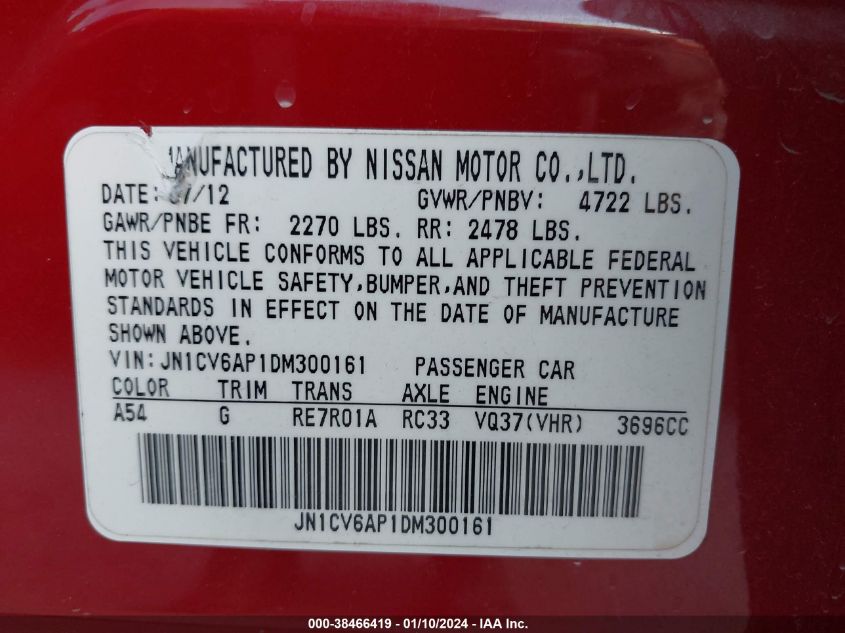 MANUFACTURED BY NISSAN MOTOR CO.,LTD.
DATE: 07/12 GVWR/PNBV: 4722 LBS.
GAWR/PNBE FR: 2270 LBS. RR: 2478 LBS.
THIS VEHICLE CONFORMS TO ALL APPLICABLE FEDERAL
MOTOR VEHICLE SAFETY,BUMPER,AND THEFT PREVENTION
STANDARDS IN EFFECT ON THE DATE OF MANUFACTURE
SHOWN ABOVE.
VIN:JN1CV6AP1DM300161 PASSENGER CAR
COLOR TRIM TRANS AXLE ENGINE
A54 G RE7R01A RC33 VQ37(VHR) 3696CC
JN1CV6AP1DM300161
000-38466419 - 01/10/2024 - IAA Inc.